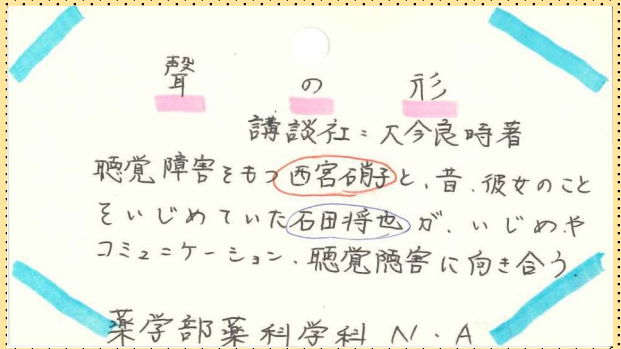 聲の形
講談社：大今良時著
聴覚障害をもつ西宮硝子と、昔、彼女のこと
をいじめていた石田将也が、いじめや
コミュニケーション、聴覚障害に向き合う
薬学部薬科学科 N・A